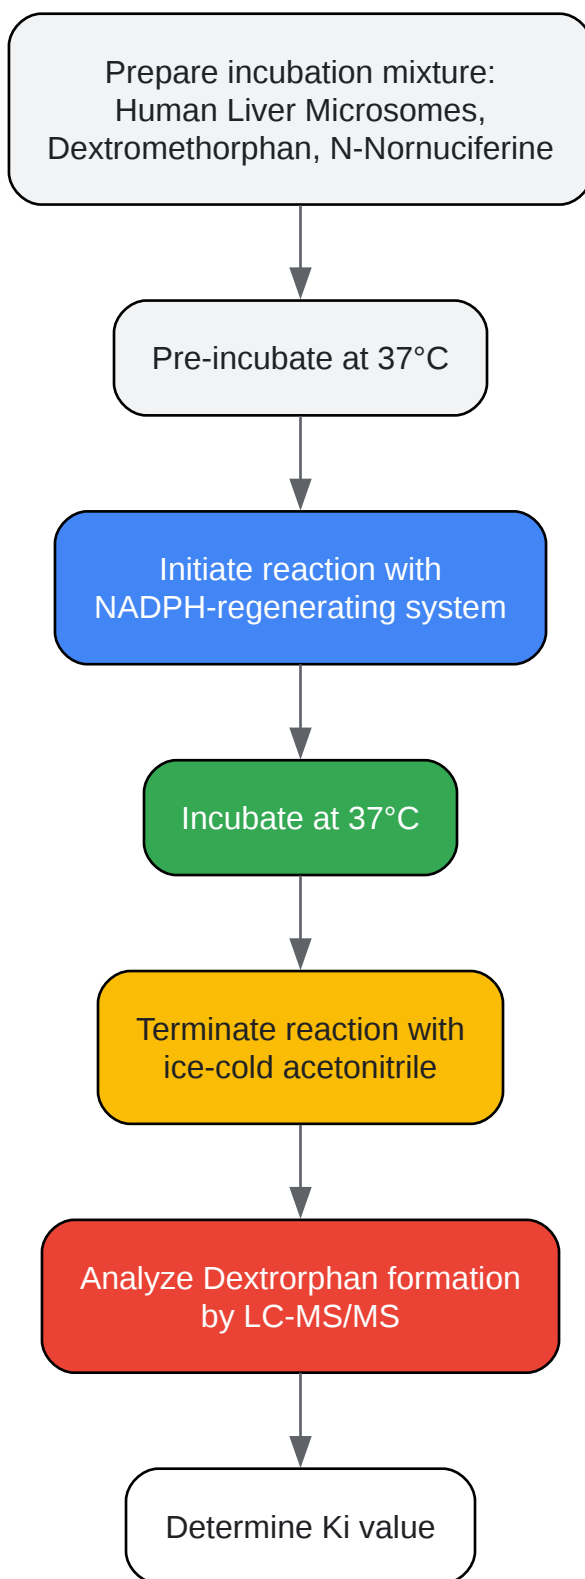 Prepare incubation mixture:
Human Liver Microsomes,
Dextromethorphan, N-Nornuciferine
Pre-incubate at 37°C
Initiate reaction with
NADPH-regenerating system
Incubate at 37°C
Terminate reaction with
ice-cold acetonitrile
Analyze Dextrorphan formation
by LC-MS/MS
Determine Ki value